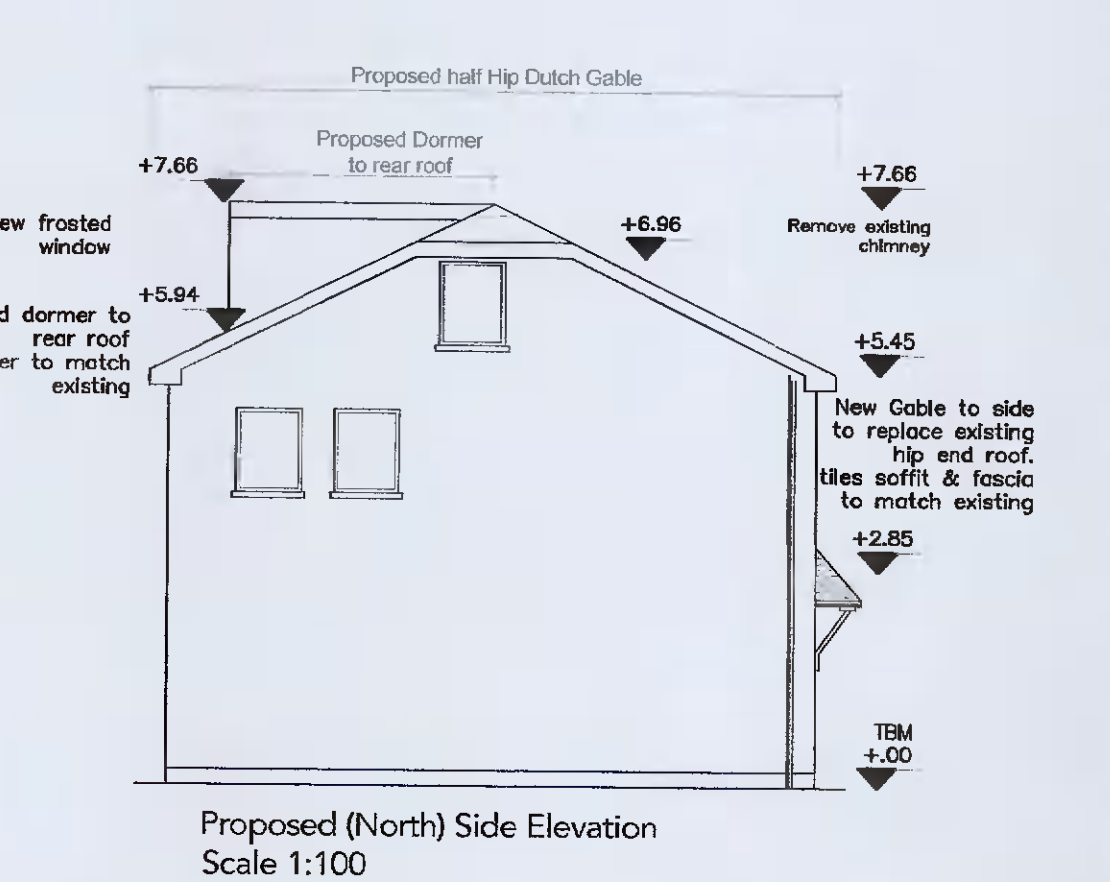 Proposed half Hip Dutch Gable
Proposed Dormer
to rear roof
+7.66
+7.66
frosted
window
+6.96
Remove existing
chimney
+5.94
dormer to
rear roof
to match
existing
+5.45
New Gable to side
to replace existing
hip end roof.
tiles soffit & fascia
to match existing
+2.85
TBM
+.00
Proposed (North) Side Elevation
Scale 1:100